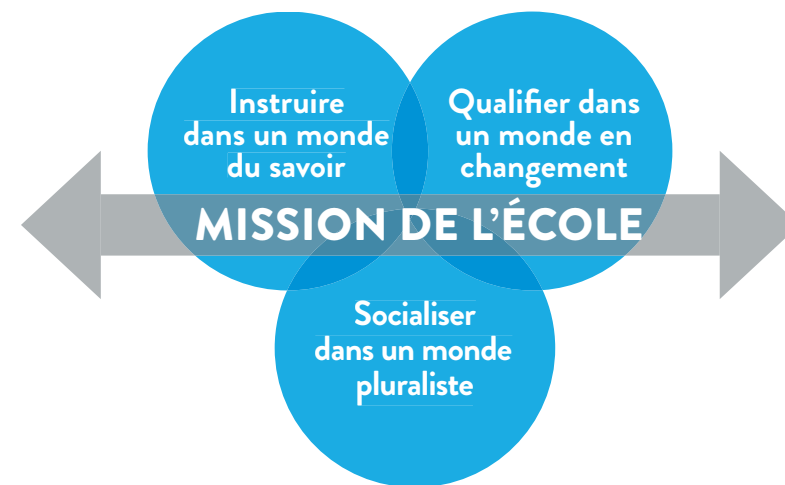 Instruire
dans un monde
du savoir
Qualifier dans
un monde en
changement
MISSION DE L'ÉCOLE
Socialiser
dans un monde
pluraliste